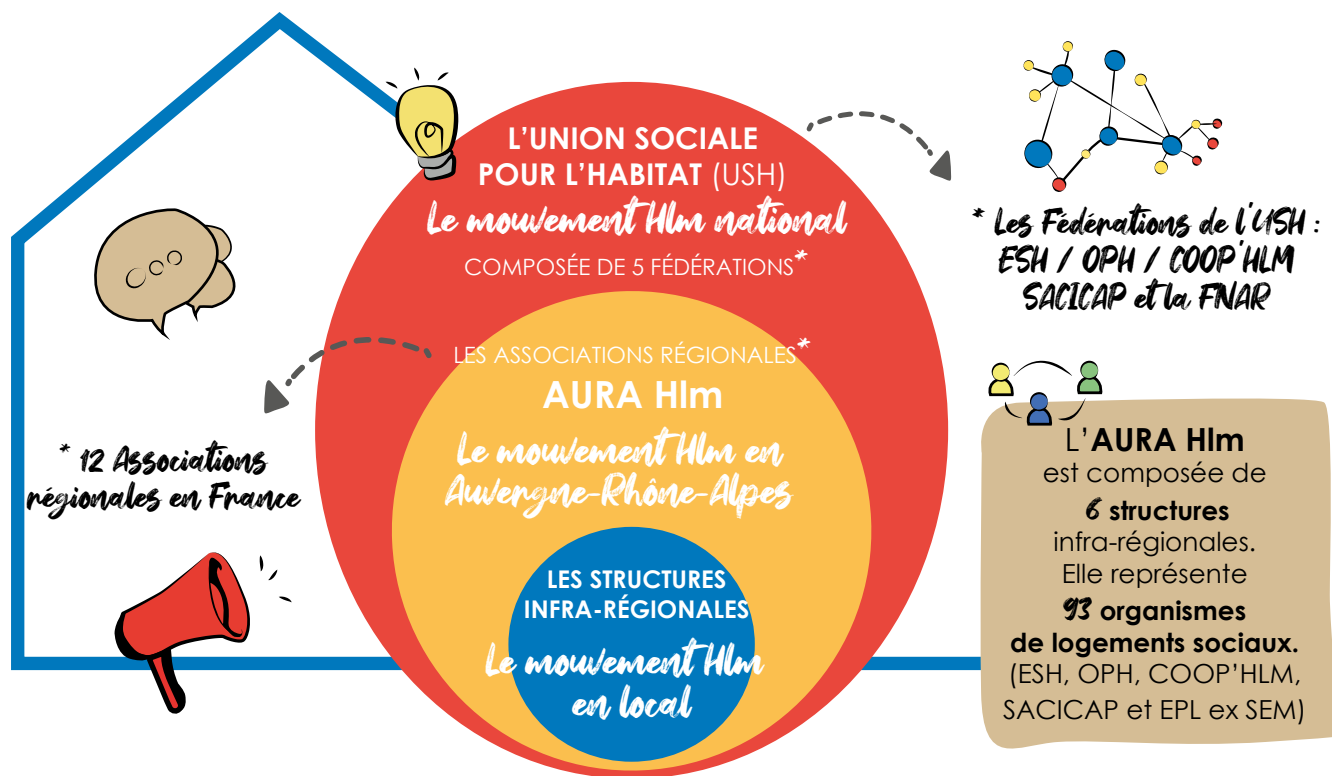 L'UNION SOCIALE
POUR L'HABITAT (USH)
Le mouvement Hlm national
COMPOSÉE DE 5 FÉDÉRATIONS*
* Les Fédérations de l'USH :
ESH / OPH / COOP'HLM
SACICAP et la FNAR
LES ASSOCIATIONS RÉGIONALES*
AURA Hlm
Le mouvement Hlm en
Auvergne-Rhône-Alpes
* 12 Associations
régionales en France
LES STRUCTURES
INFRA-RÉGIONALES
Le mouvement Hlm
en local
L'AURA Hlm
est composée de
6 structures
infra-régionales.
Elle représente
93 organismes
de logements sociaux.
(ESH, OPH, COOP'HLM,
SACICAP et EPL ex SEM)